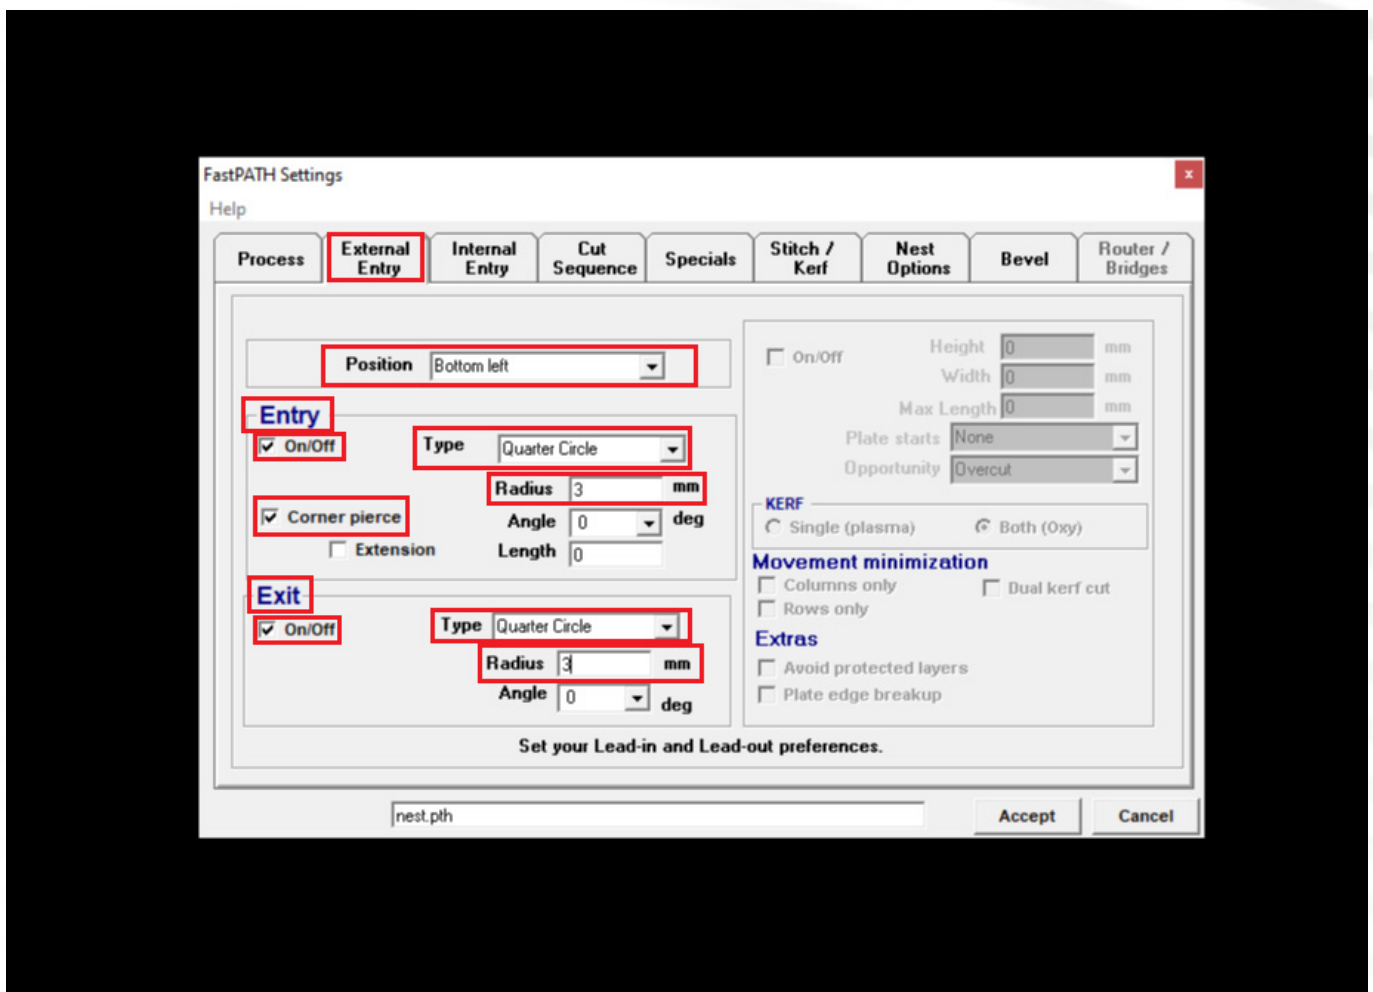 FastPATH Settings
x
Help
Process
External Entry
Internal Entry
Cut Sequence
Specials
Stitch / Kerf
Nest Options
Bevel
Router / Bridges
Position Bottom left
Entry
On/Off
Type Quarter Circle
Radius 3 mm
Corner pierce
Angle 0 deg
Extension
Length 0
Exit
On/Off
Type Quarter Circle
Radius 3 mm
Angle 0 deg
On/Off
Height 0 mm
Width 0 mm
Max Length 0 mm
Plate starts None
Opportunity Overcut
KERF
Single (plasma) Both (Oxy)
Movement minimization
Columns only Dual kerf cut
Rows only
Extras
Avoid protected layers
Plate edge breakup
Set your Lead-in and Lead-out preferences.
nest.pth
Accept
Cancel